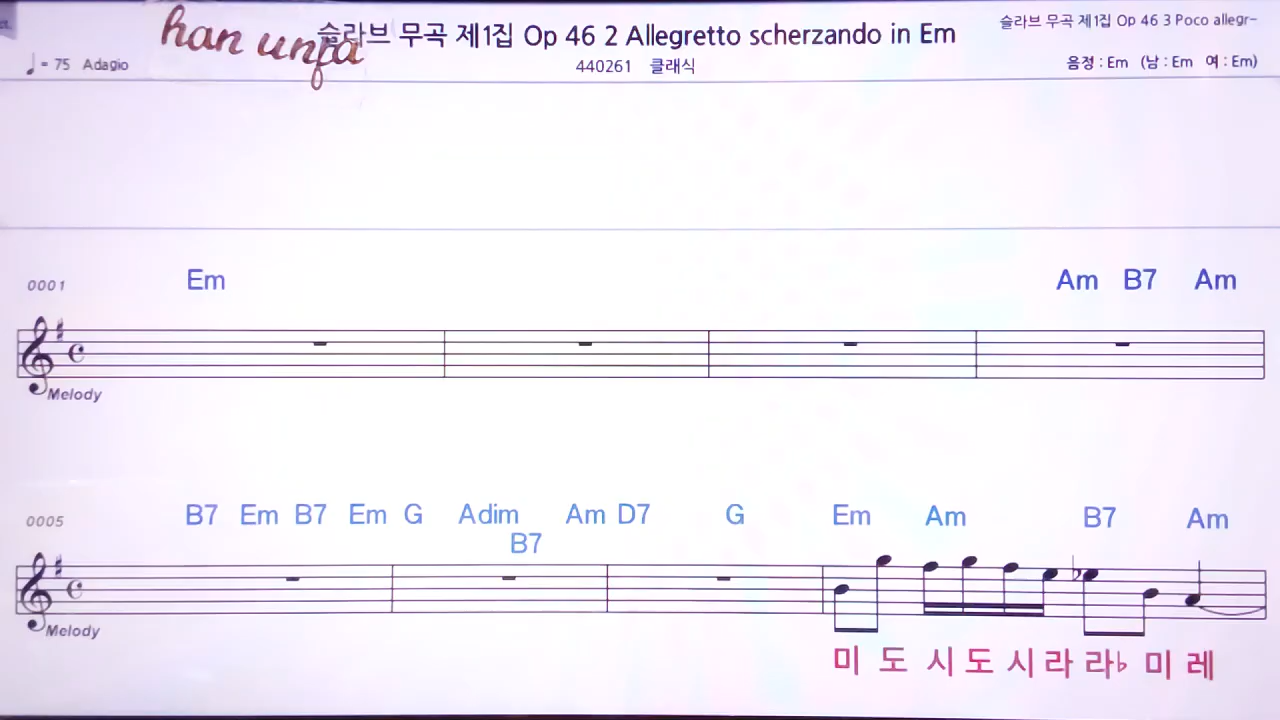 han unfa
슬라브 무곡 제1집 Op 46 2 Allegretto scherzando in Em
슬라브 무곡 제1집 Op 46 3 Poco allegr-
♩ = 75 Adagio
440261 클래식
음정 : Em (남 : Em 여 : Em)
0001 Em Am B7 Am
Melody
0005 B7 Em B7 Em G Adim Am D7 G Em Am B7 Am
B7
Melody
미 도 시 도 시 라 라♭ 미 레